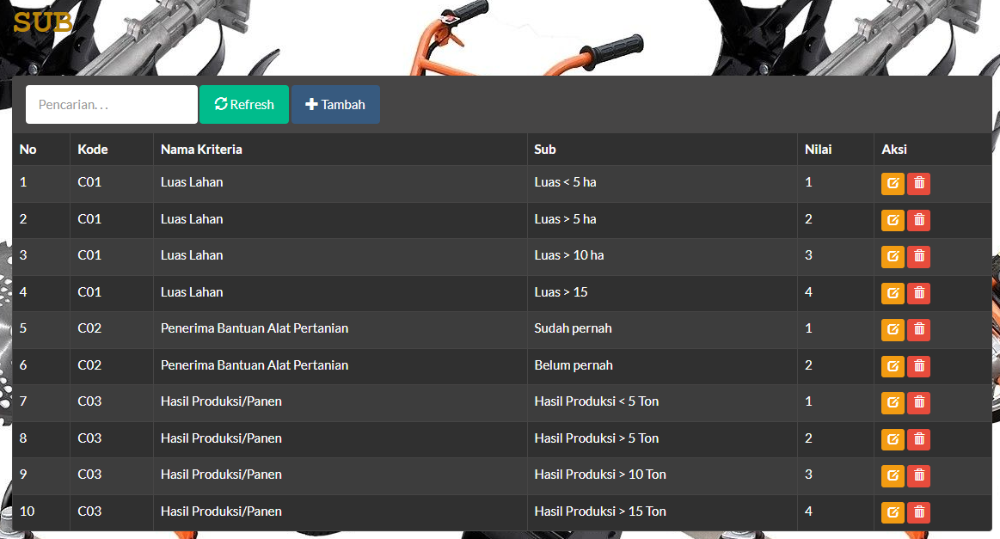 SUB
Pencarian. . . Refresh Tambah
No Kode Nama Kriteria Sub Nilai Aksi
1 C01 Luas Lahan Luas < 5 ha 1
2 C01 Luas Lahan Luas > 5 ha 2
3 C01 Luas Lahan Luas > 10 ha 3
4 C01 Luas Lahan Luas > 15 4
5 C02 Penerima Bantuan Alat Pertanian Sudah pernah 1
6 C02 Penerima Bantuan Alat Pertanian Belum pernah 2
7 C03 Hasil Produksi/Panen Hasil Produksi < 5 Ton 1
8 C03 Hasil Produksi/Panen Hasil Produksi > 5 Ton 2
9 C03 Hasil Produksi/Panen Hasil Produksi > 10 Ton 3
10 C03 Hasil Produksi/Panen Hasil Produksi > 15 Ton 4